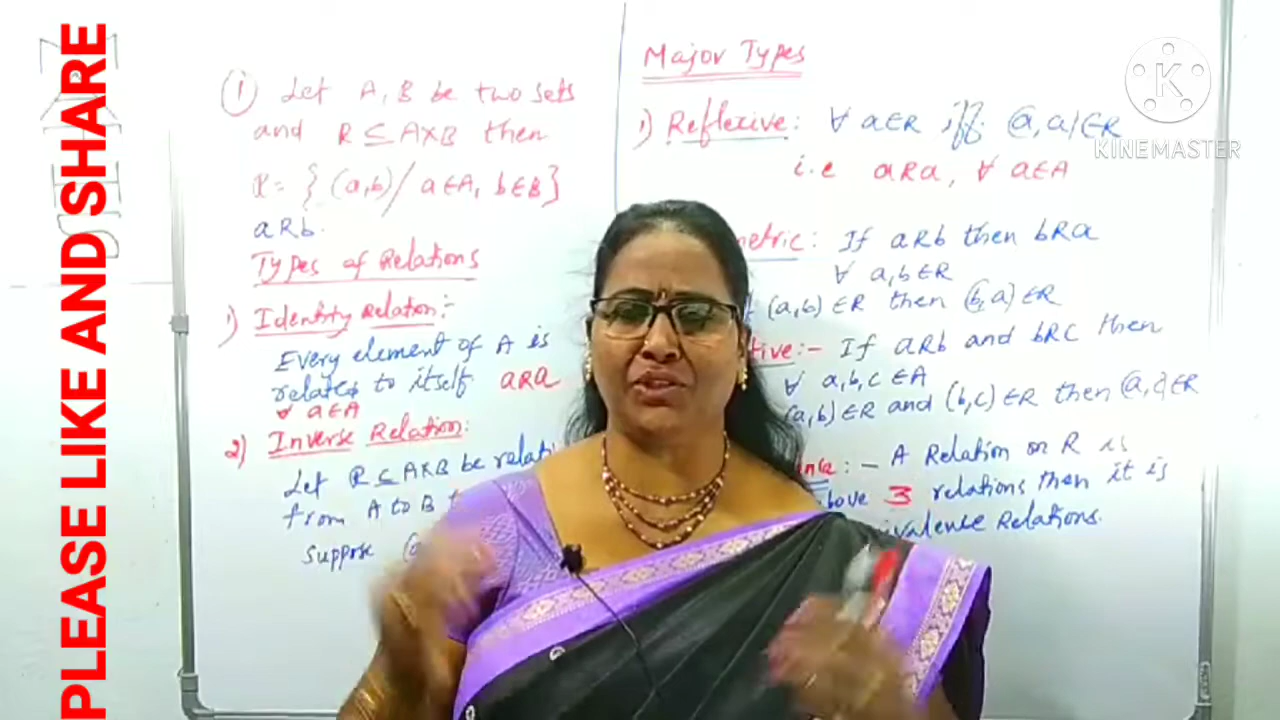 PLEASE LIKE AND SHARE
① Let A, B be two sets
and R ⊆ A×B then
R = { (a,b) / a∈A, b∈B}
aRb.
Types of Relations
1) Identity Relation :-
Every element of A is
related to itself aRa
∀ a∈A
2) Inverse Relation:
Let R ⊆ A×B be relati
from A to B
Suppose
Major Types
1) Reflexive : ∀ a∈R iff (a, a) ∈R
i.e aRa, ∀ a∈A
metric : If aRb then bRa
∀ a,b∈R
(a,b) ∈R then (b,a) ∈R
tive :- If aRb and bRc then
∀ a,b,c ∈A
(a,b) ∈R and (b,c) ∈R then (a,c) ∈R
ence :- A Relation on R is
bove 3 relations then it is
ivalence Relations.
K
KINEMASTER